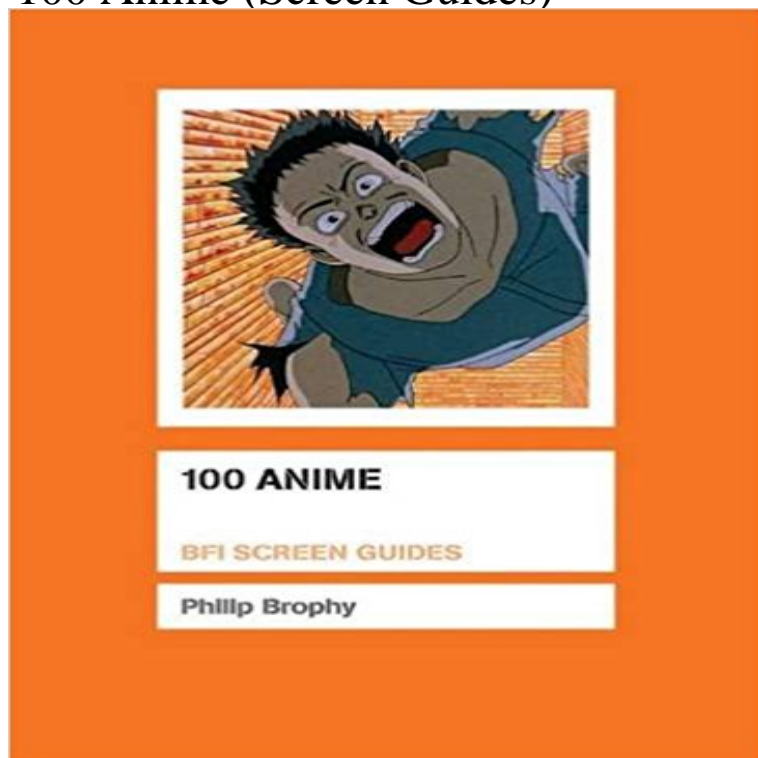 100 Anime (Screen Guides)
100 ANIME
BFI SCREEN GUIDES
Philip Brophy